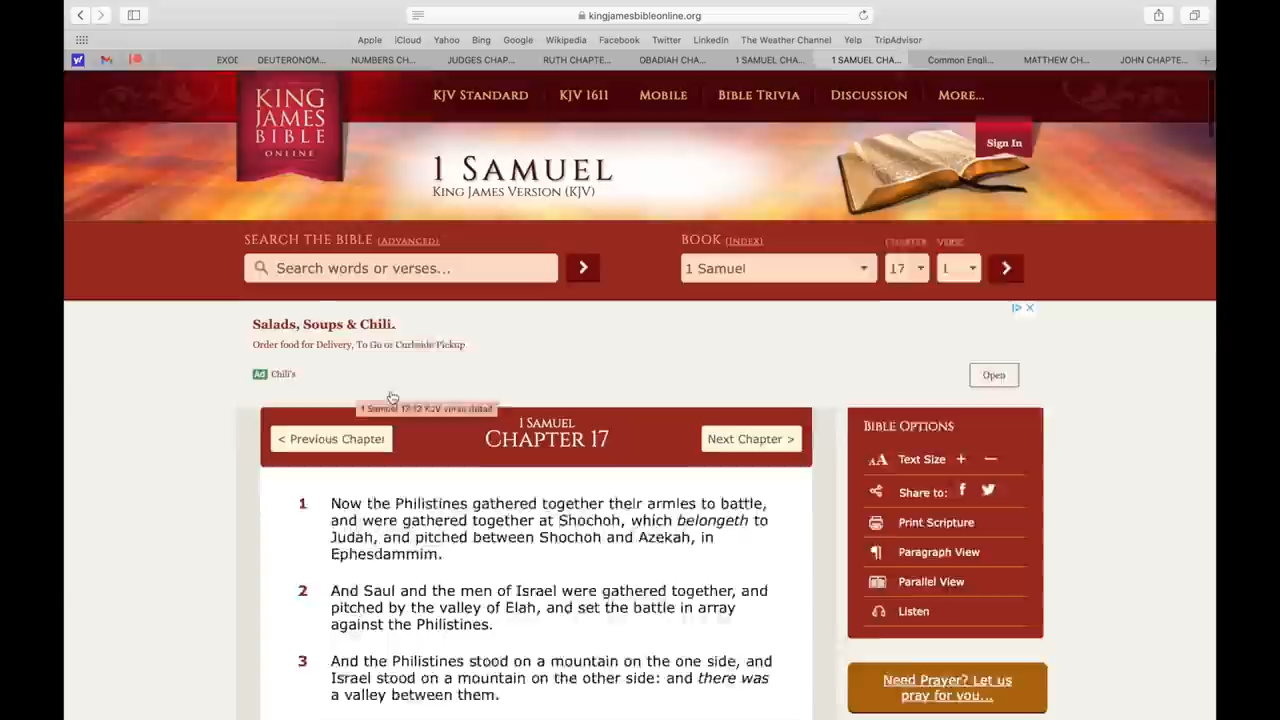 kingjamesbibleonline.org
Apple iCloud Yahoo Bing Google Wikipedia Facebook Twitter LinkedIn The Weather Channel Yelp TripAdvisor
EXOD DEUTERONOM... NUMBERS CH... JUDGES CHAP... RUTH CHAPTE... OBADIAH CHA... 1 SAMUEL CHA... 1 SAMUEL CHA... Common Engli... MATTHEW CH... JOHN CHAPTE...
KING JAMES BIBLE ONLINE
KJV STANDARD KJV 1611 MOBILE BIBLE TRIVIA DISCUSSION MORE...
Sign In
1 SAMUEL
KING JAMES VERSION (KJV)
SEARCH THE BIBLE (ADVANCED) BOOK (INDEX) CHAPTER VERSE
Search words or verses... 1 Samuel 17 1
Salads, Soups & Chili.
Order food for Delivery, To Go or Curbside Pickup
Ad Chili's
Open
1 Samuel 17:12 KJV verse detail
< Previous Chapter
1 SAMUEL
CHAPTER 17
Next Chapter >
1 Now the Philistines gathered together their armies to battle,
and were gathered together at Shochoh, which belongeth to
Judah, and pitched between Shochoh and Azekah, in
Ephesdammim.
2 And Saul and the men of Israel were gathered together, and
pitched by the valley of Elah, and set the battle in array
against the Philistines.
3 And the Philistines stood on a mountain on the one side, and
Israel stood on a mountain on the other side: and there was
a valley between them.
BIBLE OPTIONS
AA Text Size + −
Share to: f
Print Scripture
Paragraph View
Parallel View
Listen
Need Prayer? Let us
pray for you...